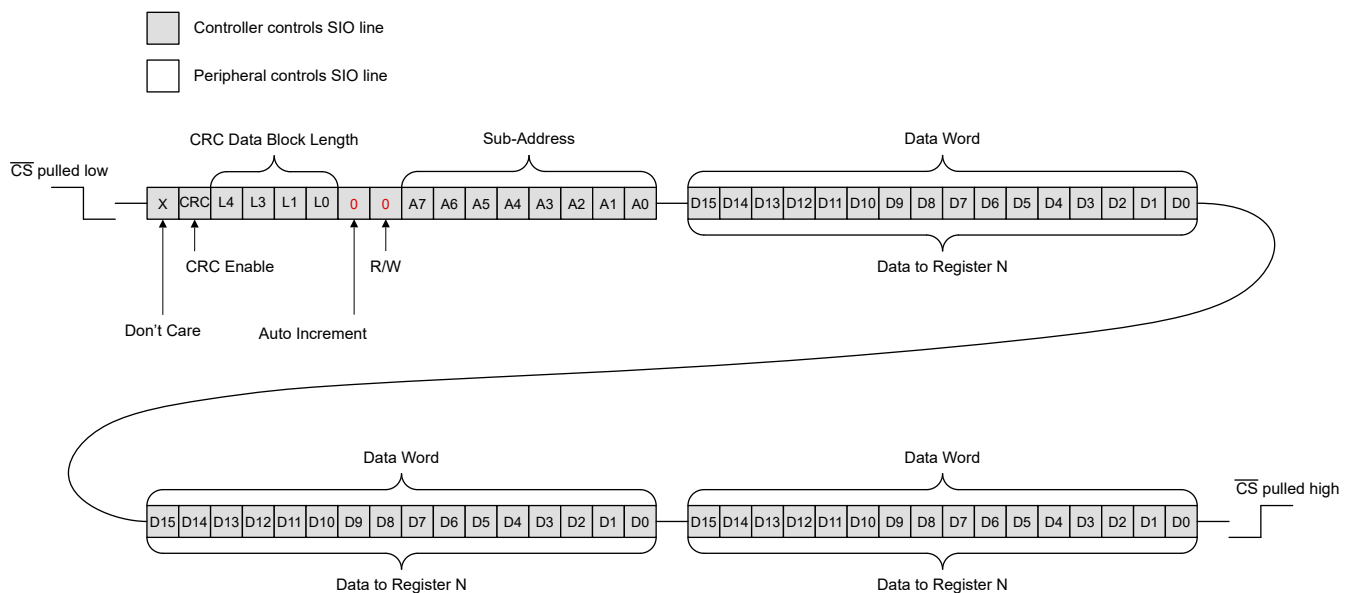 Controller controls SIO line
Peripheral controls SIO line
CRC Data Block Length
Sub-Address
Data Word
CS pulled low
X CRC L4 L3 L1 L0 0 0 A7 A6 A5 A4 A3 A2 A1 A0
D15 D14 D13 D12 D11 D10 D9 D8 D7 D6 D5 D4 D3 D2 D1 D0
CRC Enable
R/W
Data to Register N
Don't Care
Auto Increment
Data Word
Data Word
CS pulled high
D15 D14 D13 D12 D11 D10 D9 D8 D7 D6 D5 D4 D3 D2 D1 D0
D15 D14 D13 D12 D11 D10 D9 D8 D7 D6 D5 D4 D3 D2 D1 D0
Data to Register N
Data to Register N